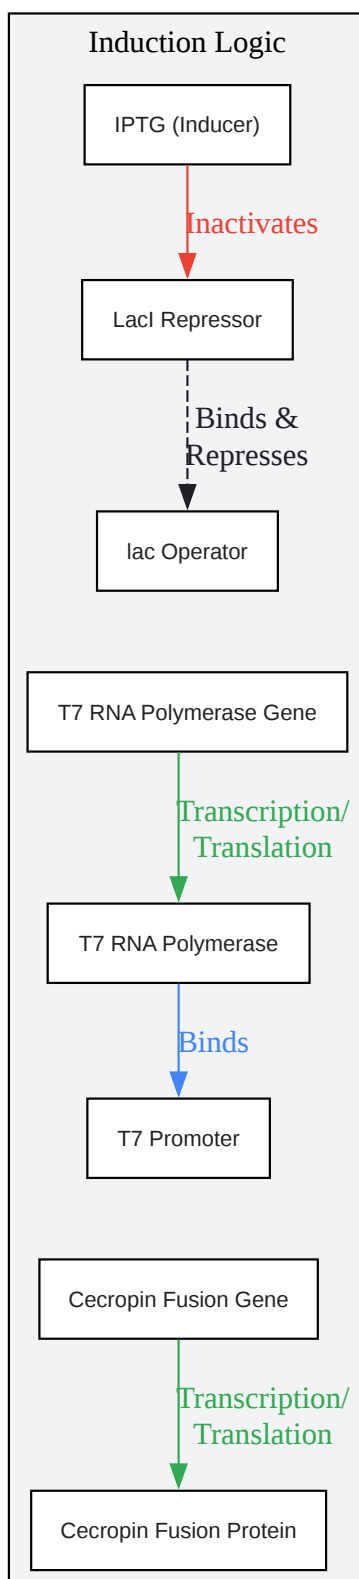 Induction Logic
IPTG (Inducer)
Inactivates
LacI Repressor
Binds &
Represses
lac Operator
T7 RNA Polymerase Gene
Transcription/
Translation
T7 RNA Polymerase
Binds
T7 Promoter
Cecropin Fusion Gene
Transcription/
Translation
Cecropin Fusion Protein